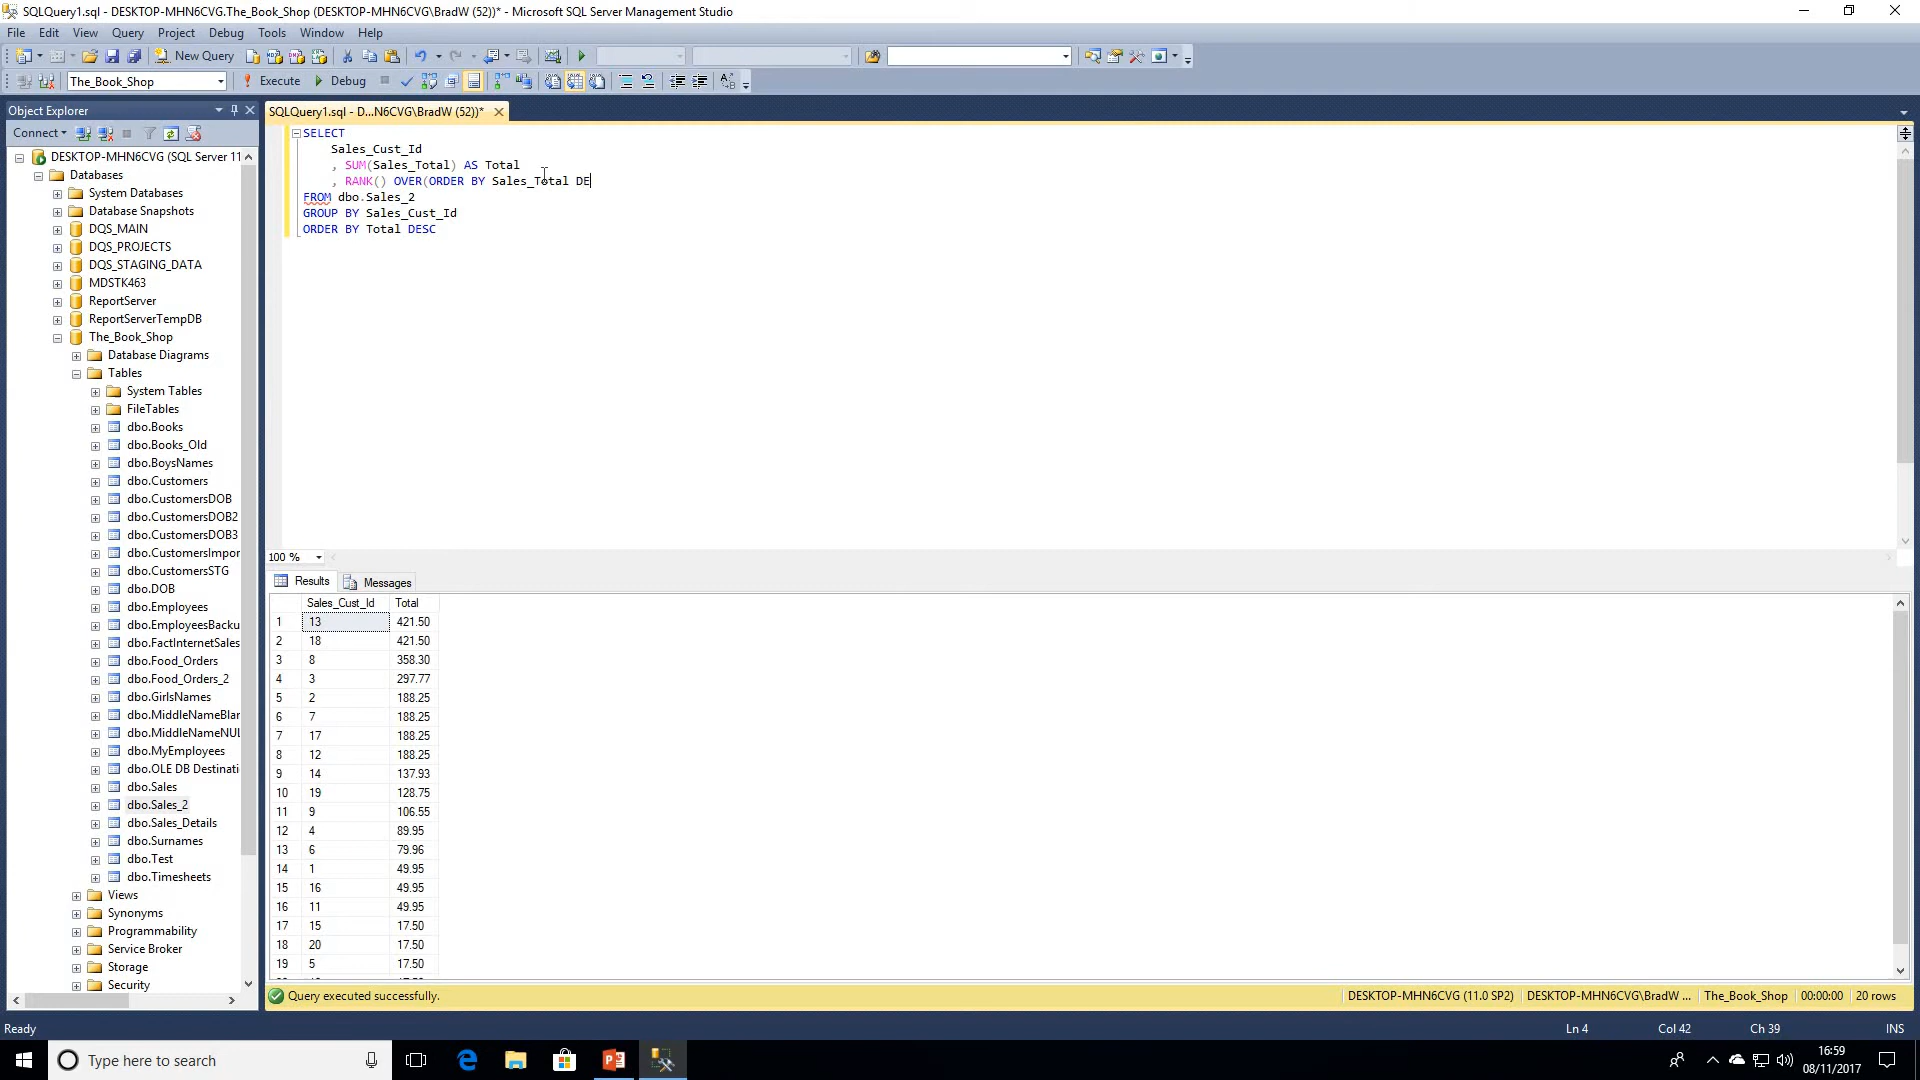 SQLQuery1.sql - DESKTOP-MHN6CVG.The_Book_Shop (DESKTOP-MHN6CVG\BradW (52))* - Microsoft SQL Server Management Studio
File Edit View Query Project Debug Tools Window Help
New Query
The_Book_Shop Execute Debug
Object Explorer
Connect
DESKTOP-MHN6CVG (SQL Server 11
Databases
System Databases
Database Snapshots
DQS_MAIN
DQS_PROJECTS
DQS_STAGING_DATA
MDSTK463
ReportServer
ReportServerTempDB
The_Book_Shop
Database Diagrams
Tables
System Tables
FileTables
dbo.Books
dbo.Books_Old
dbo.BoysNames
dbo.Customers
dbo.CustomersDOB
dbo.CustomersDOB2
dbo.CustomersDOB3
dbo.CustomersImpor
dbo.CustomersSTG
dbo.DOB
dbo.Employees
dbo.EmployeesBacku
dbo.FactInternetSales
dbo.Food_Orders
dbo.Food_Orders_2
dbo.GirlsNames
dbo.MiddleNameBlar
dbo.MiddleNameNUL
dbo.MyEmployees
dbo.OLE DB Destinati
dbo.Sales
dbo.Sales_2
dbo.Sales_Details
dbo.Surnames
dbo.Test
dbo.Timesheets
Views
Synonyms
Programmability
Service Broker
Storage
Security
SQLQuery1.sql - D...N6CVG\BradW (52))*
SELECT
Sales_Cust_Id
, SUM(Sales_Total) AS Total
, RANK() OVER(ORDER BY Sales_Total DE
FROM dbo.Sales_2
GROUP BY Sales_Cust_Id
ORDER BY Total DESC
100 %
Results Messages
Sales_Cust_Id Total
1 13 421.50
2 18 421.50
3 8 358.30
4 3 297.77
5 2 188.25
6 7 188.25
7 17 188.25
8 12 188.25
9 14 137.93
10 19 128.75
11 9 106.55
12 4 89.95
13 6 79.96
14 1 49.95
15 16 49.95
16 11 49.95
17 15 17.50
18 20 17.50
19 5 17.50
Query executed successfully. DESKTOP-MHN6CVG (11.0 SP2) DESKTOP-MHN6CVG\BradW ... The_Book_Shop 00:00:00 20 rows
Ready Ln 4 Col 42 Ch 39 INS
Type here to search
16:59
08/11/2017